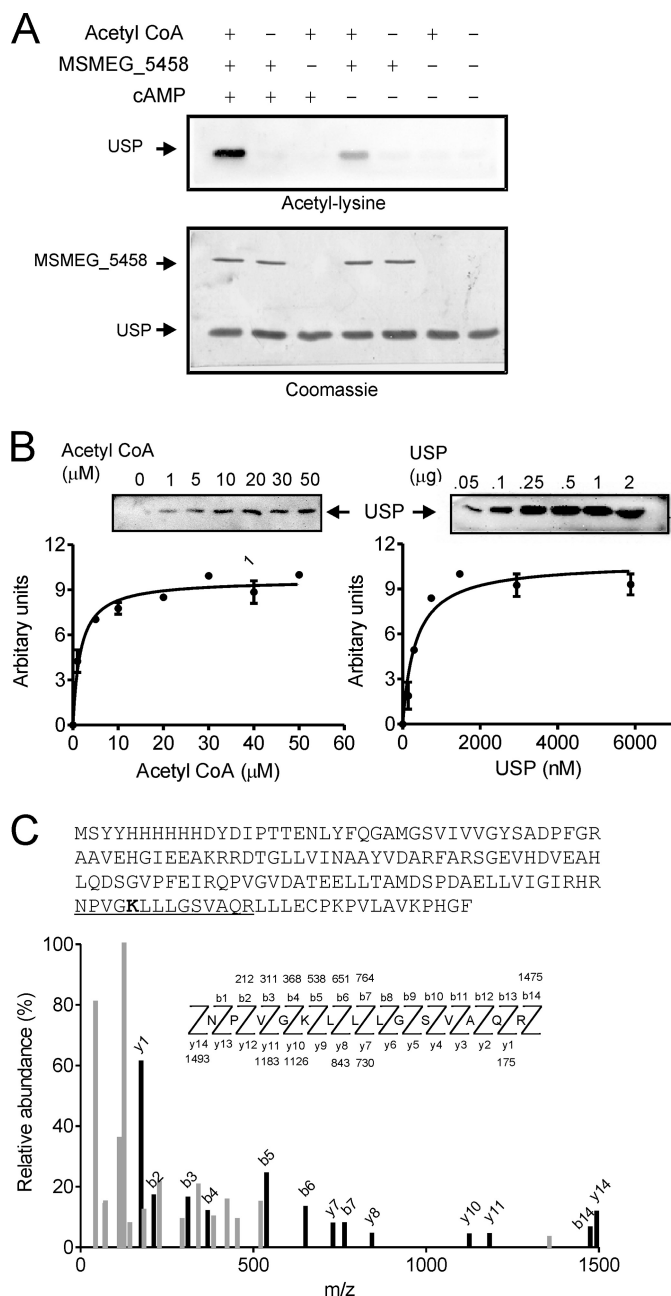 A
Acetyl CoA + − + + − + −
MSMEG_5458 + + − + + − −
cAMP + + + − − − −
USP
Acetyl-lysine
MSMEG_5458
USP
Coomassie
B
Acetyl CoA
(μM)
0 1 5 10 20 30 50
USP
USP
(μg)
.05 .1 .25 .5 1 2
Arbitary units
12
9
6
3
0
1
0 10 20 30 40 50 60
Acetyl CoA (μM)
Arbitary units
12
9
6
3
0
0 2000 4000 6000
USP (nM)
C
MSYYHHHHHHDYDIPTTENLYFQGAMGSVIVVGYSADPFGR
AAVEHGIEEAKRRDTGLLVINAAYVDARFARSGEVHDVEAH
LQDSGVPFEIRQPVGVDATEELLTAMDSPDAELLVIGIRHR
NPVGKLLLGSVAQRLLLECPKPVLAVKPHGF
Relative abundance (%)
100
80
60
40
20
0
212 311 368 538 651 764 1475
b1 b2 b3 b4 b5 b6 b7 b8 b9 b10 b11 b12 b13 b14
N P V G K L L L G S V A Q R
y14 y13 y12 y11 y10 y9 y8 y7 y6 y5 y4 y3 y2 y1
1493 1183 1126 843 730 175
y1
b2
b3
b4
b5
b6
y7
b7
y8
y10
y11
b14
y14
0 500 1000 1500
m/z